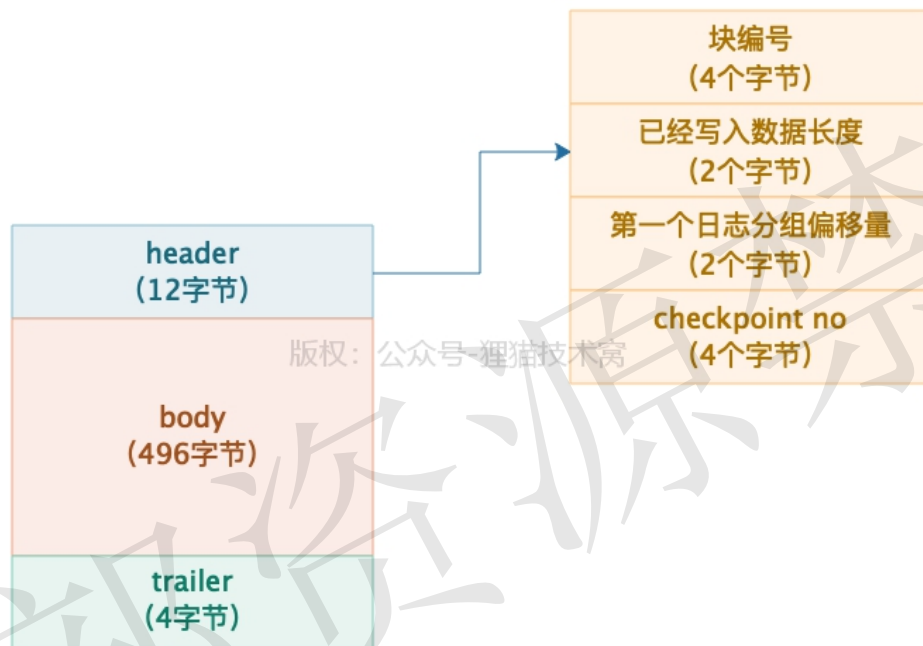 块编号
(4个字节)
已经写入数据长度
(2个字节)
第一个日志分组偏移量
(2个字节)
checkpoint no
(4个字节)
header
(12字节)
版权：公众号-狸猫技术窝
body
(496字节)
trailer
(4字节)
资源禁